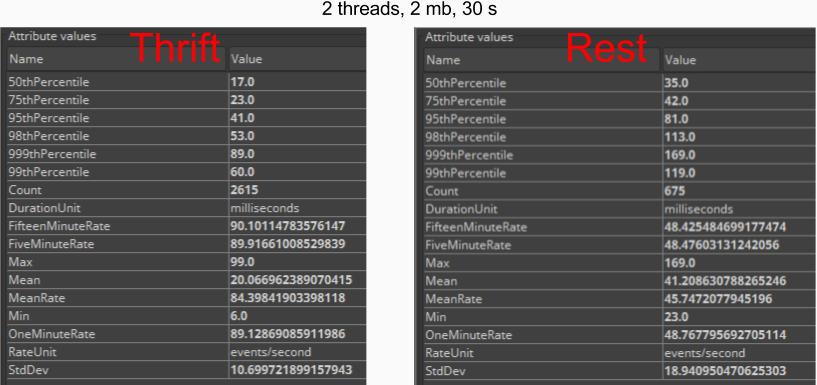 2 threads, 2 mb, 30 s
Attribute values
Thrift
Name Value
50thPercentile 17.0
75thPercentile 23.0
95thPercentile 41.0
98thPercentile 53.0
999thPercentile 89.0
99thPercentile 60.0
Count 2615
DurationUnit milliseconds
FifteenMinuteRate 90.10114783576147
FiveMinuteRate 89.91661008529839
Max 99.0
Mean 20.066962389070415
MeanRate 84.39841903398118
Min 6.0
OneMinuteRate 89.12869085911986
RateUnit events/second
StdDev 10.699721899157943
Attribute values
Rest
Name Value
50thPercentile 35.0
75thPercentile 42.0
95thPercentile 81.0
98thPercentile 113.0
999thPercentile 169.0
99thPercentile 119.0
Count 675
DurationUnit milliseconds
FifteenMinuteRate 48.425484699177474
FiveMinuteRate 48.47603131242056
Max 169.0
Mean 41.208630788265246
MeanRate 45.7472077945196
Min 23.0
OneMinuteRate 48.767795692705114
RateUnit events/second
StdDev 18.940950470625303